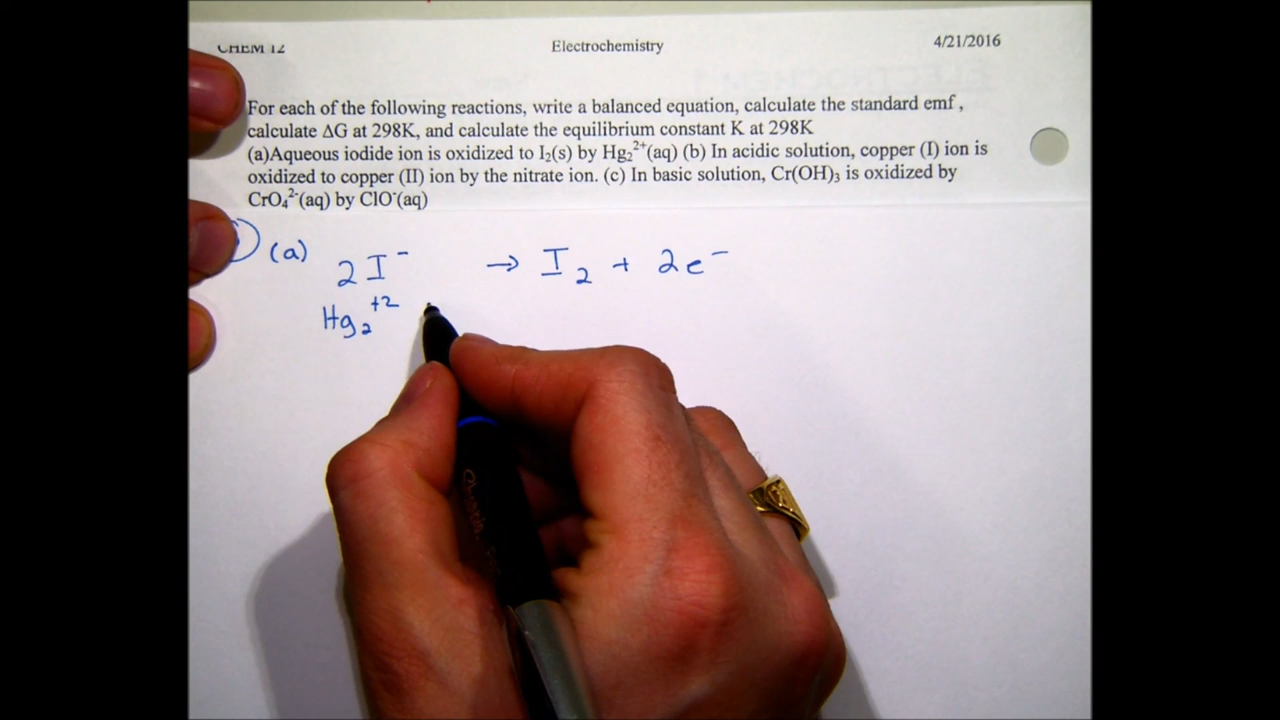 CHEM 12 Electrochemistry 4/21/2016
For each of the following reactions, write a balanced equation, calculate the standard emf ,
calculate ΔG at 298K, and calculate the equilibrium constant K at 298K
(a)Aqueous iodide ion is oxidized to I₂(s) by Hg₂²⁺(aq) (b) In acidic solution, copper (I) ion is
oxidized to copper (II) ion by the nitrate ion. (c) In basic solution, Cr(OH)₃ is oxidized by
CrO₄²⁻(aq) by ClO⁻(aq)
(a) 2I⁻ → I₂ + 2e⁻
Hg₂⁺²